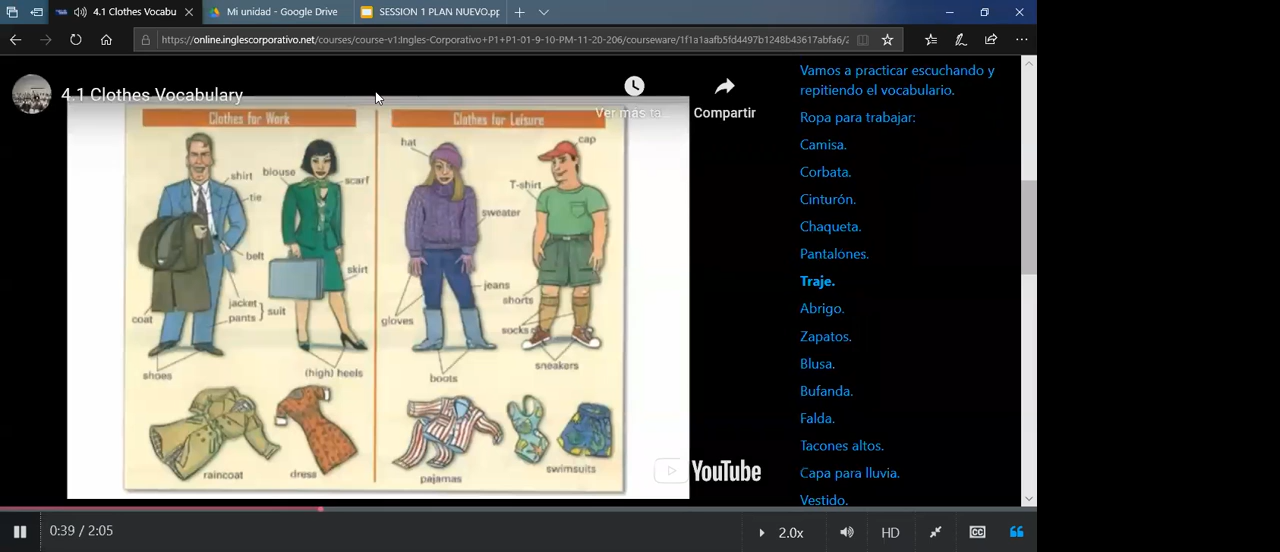 4.1 Clothes Vocabu
Mi unidad - Google Drive
SESSION 1 PLAN NUEVO.pp
https://online.inglescorporativo.net/courses/course-v1:Ingles-Corporativo+P1+P1-01-9-10-PM-11-20-206/courseware/1f1a1aafb5fd4497b1248b43617abfa6/2
4.1 Clothes Vocabulary
Ver más ta...
Compartir
Clothes for Work
Clothes for Leisure
hat
cap
shirt
blouse
scarf
T-shirt
tie
sweater
belt
skirt
jeans
jacket
pants
suit
shorts
coat
gloves
socks
shoes
(high) heels
boots
sneakers
raincoat
dress
pajamas
swimsuits
YouTube
Vamos a practicar escuchando y
repitiendo el vocabulario.
Ropa para trabajar:
Camisa.
Corbata.
Cinturón.
Chaqueta.
Pantalones.
Traje.
Abrigo.
Zapatos.
Blusa.
Bufanda.
Falda.
Tacones altos.
Capa para lluvia.
Vestido.
0:39 / 2:05
2.0x
HD
CC